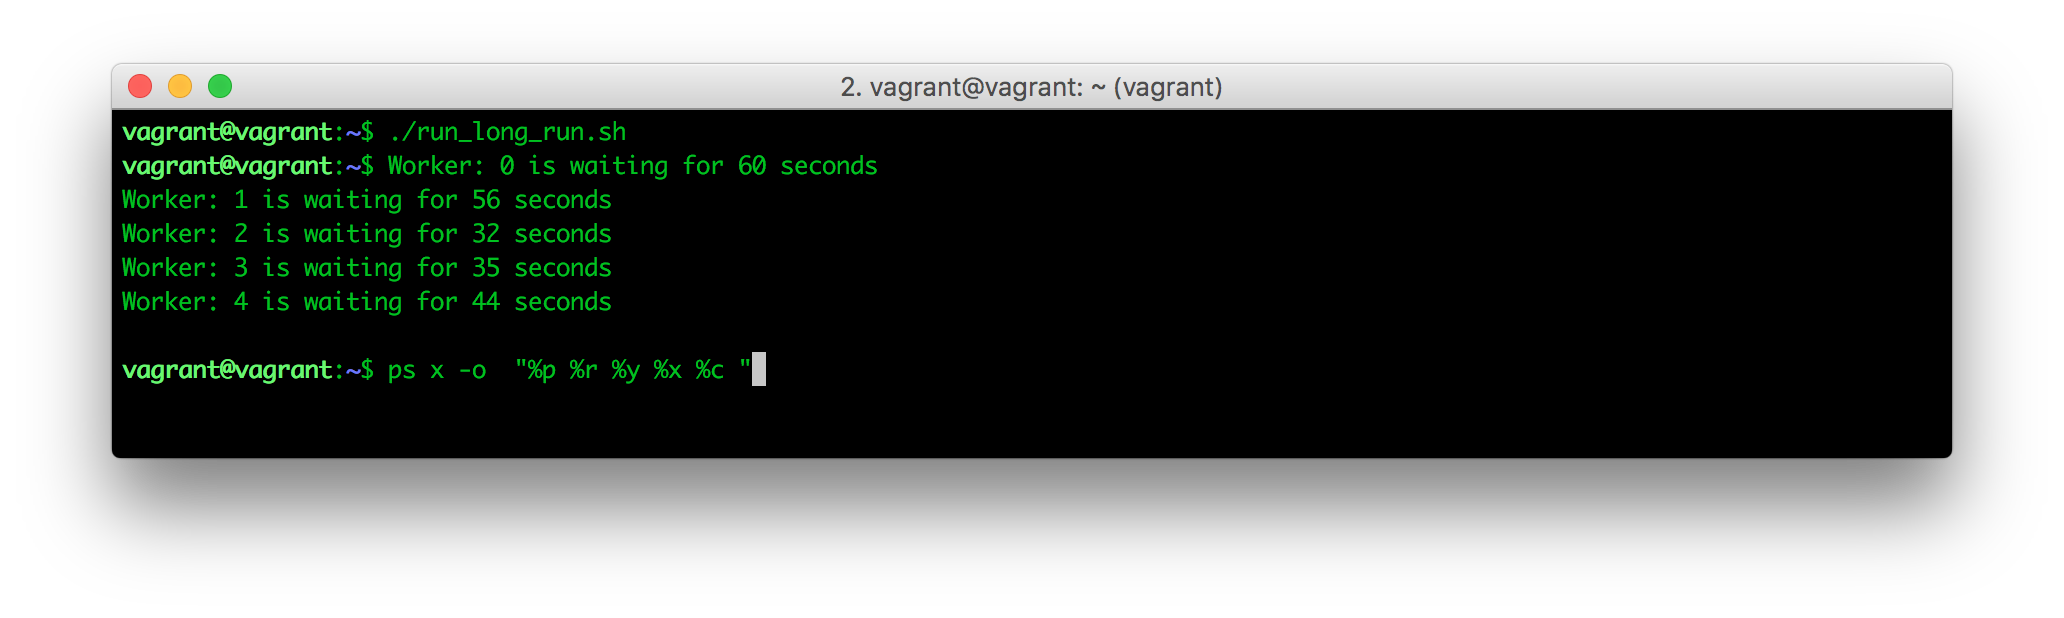 2. vagrant@vagrant: ~ (vagrant)
vagrant@vagrant:~$ ./run_long_run.sh
vagrant@vagrant:~$ Worker: 0 is waiting for 60 seconds
Worker: 1 is waiting for 56 seconds
Worker: 2 is waiting for 32 seconds
Worker: 3 is waiting for 35 seconds
Worker: 4 is waiting for 44 seconds
vagrant@vagrant:~$ ps x -o  "%p %r %y %x %c "